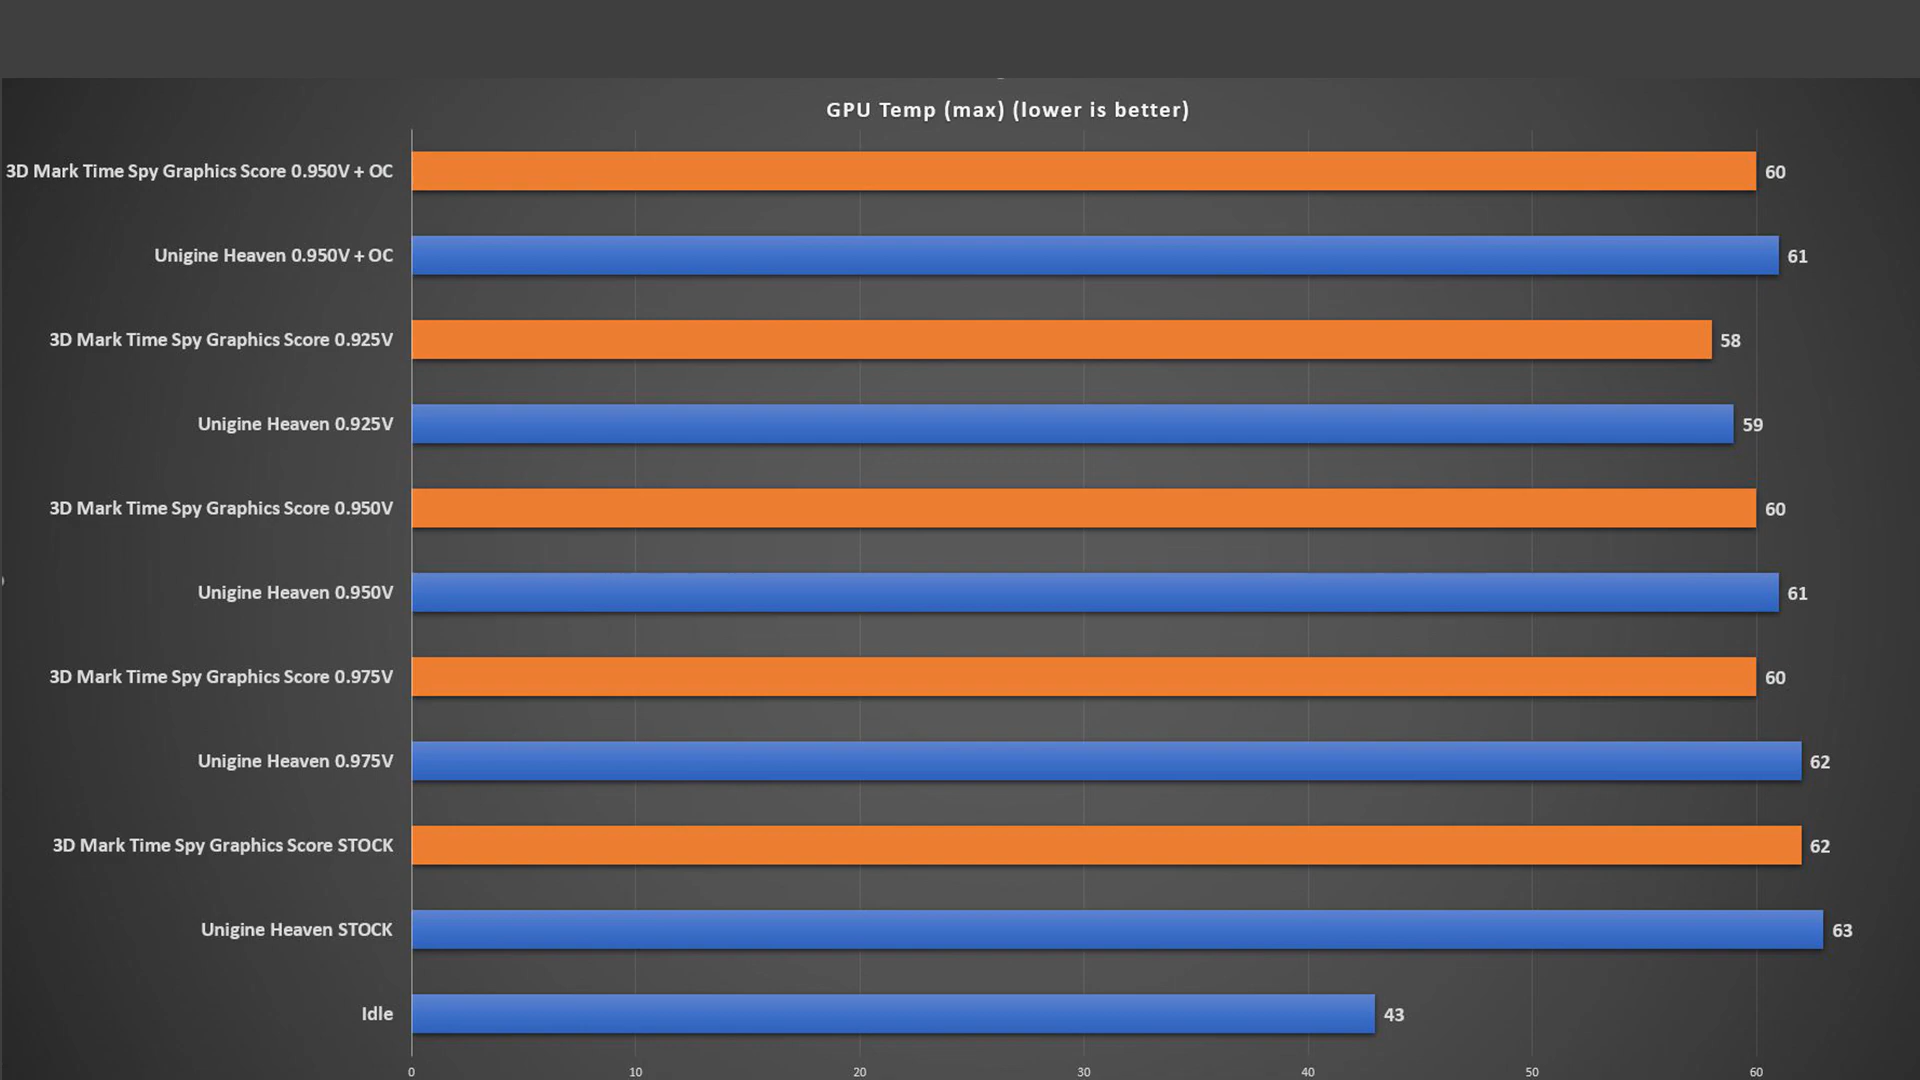 GPU Temp (max) (lower is better)
3D Mark Time Spy Graphics Score 0.950V + OC 60
Unigine Heaven 0.950V + OC 61
3D Mark Time Spy Graphics Score 0.925V 58
Unigine Heaven 0.925V 59
3D Mark Time Spy Graphics Score 0.950V 60
Unigine Heaven 0.950V 61
3D Mark Time Spy Graphics Score 0.975V 60
Unigine Heaven 0.975V 62
3D Mark Time Spy Graphics Score STOCK 62
Unigine Heaven STOCK 63
Idle 43
0 10 20 30 40 50 60